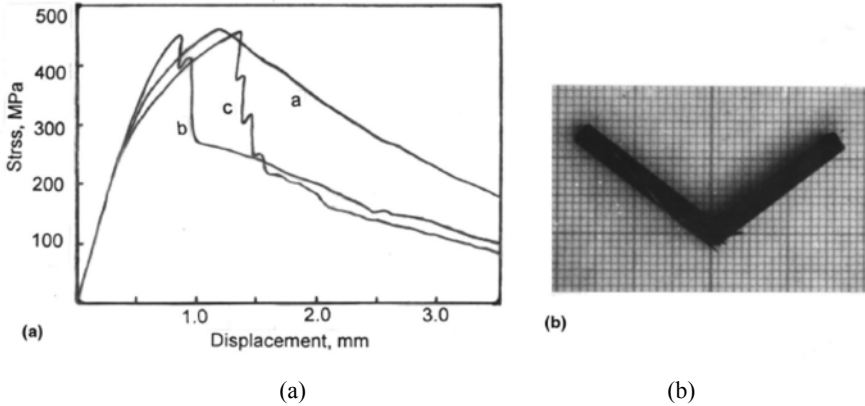 500
400
300
200
100
Strss, MPa
a
b
c
1.0
2.0
3.0
Displacement, mm
(a)
(b)
(a)
(b)